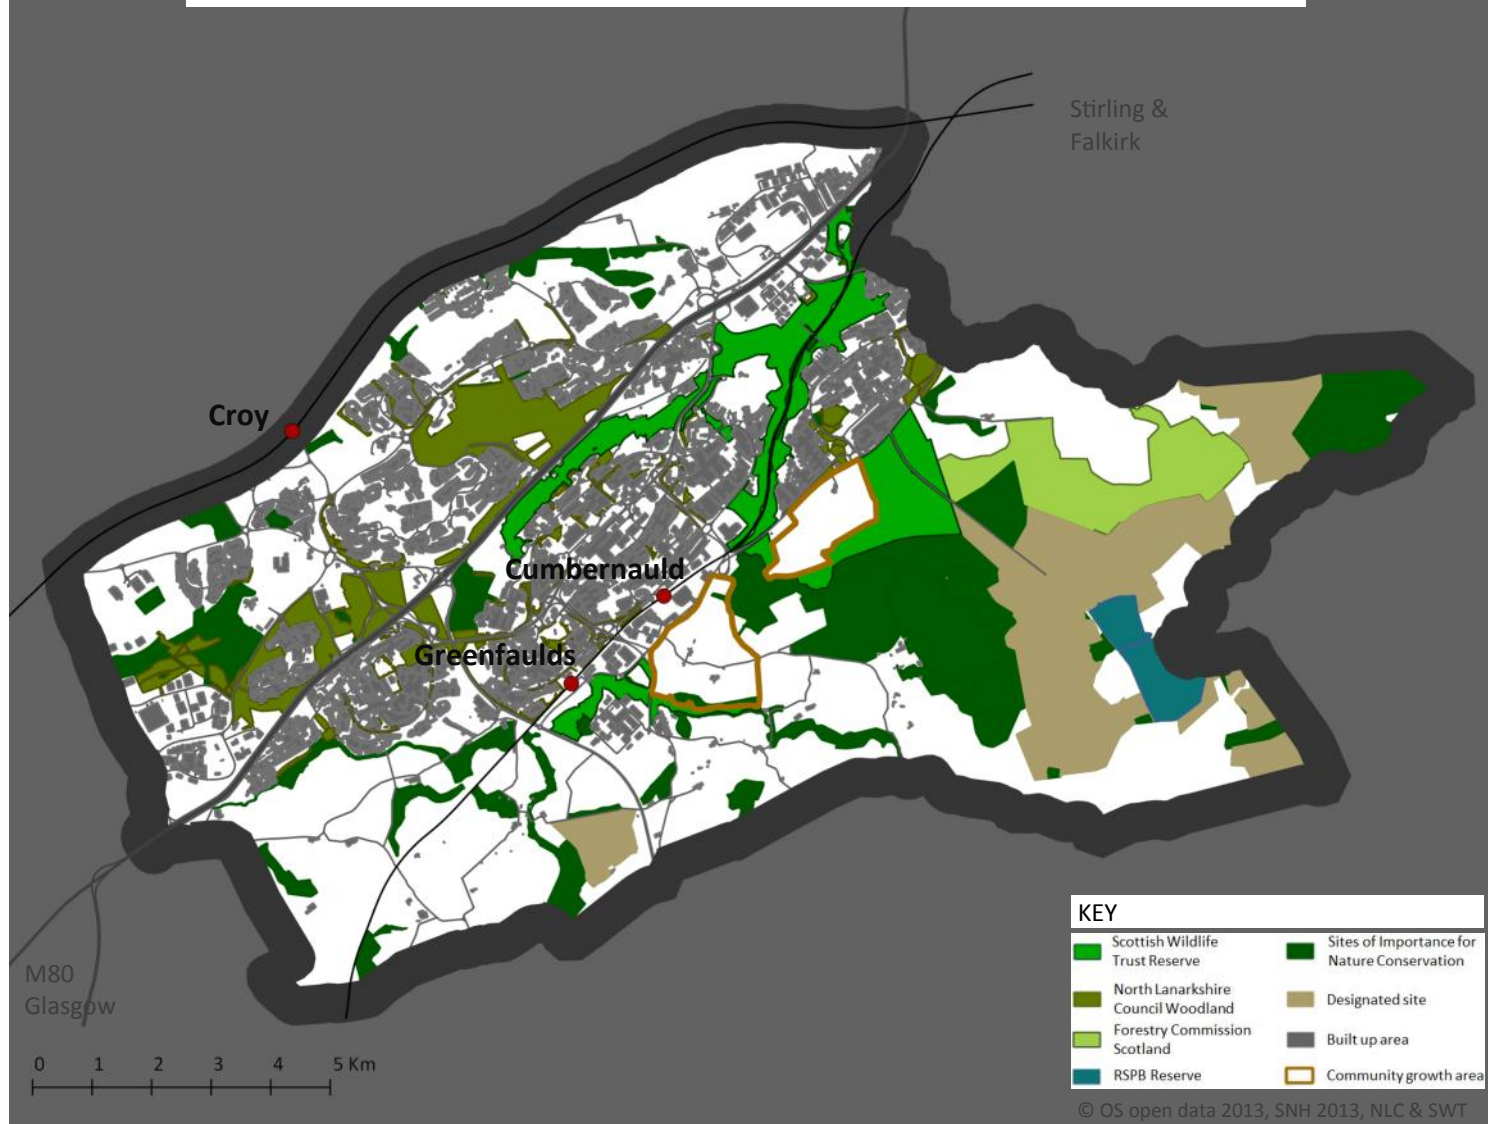 Stirling &
Falkirk
Croy
Cumbernauld
Greenfaulds
M80
Glasgow
0 1 2 3 4 5 Km
KEY
Scottish Wildlife
Trust Reserve
North Lanarkshire
Council Woodland
Forestry Commission
Scotland
RSPB Reserve
Sites of Importance for
Nature Conservation
Designated site
Built up area
Community growth area
© OS open data 2013, SNH 2013, NLC & SWT